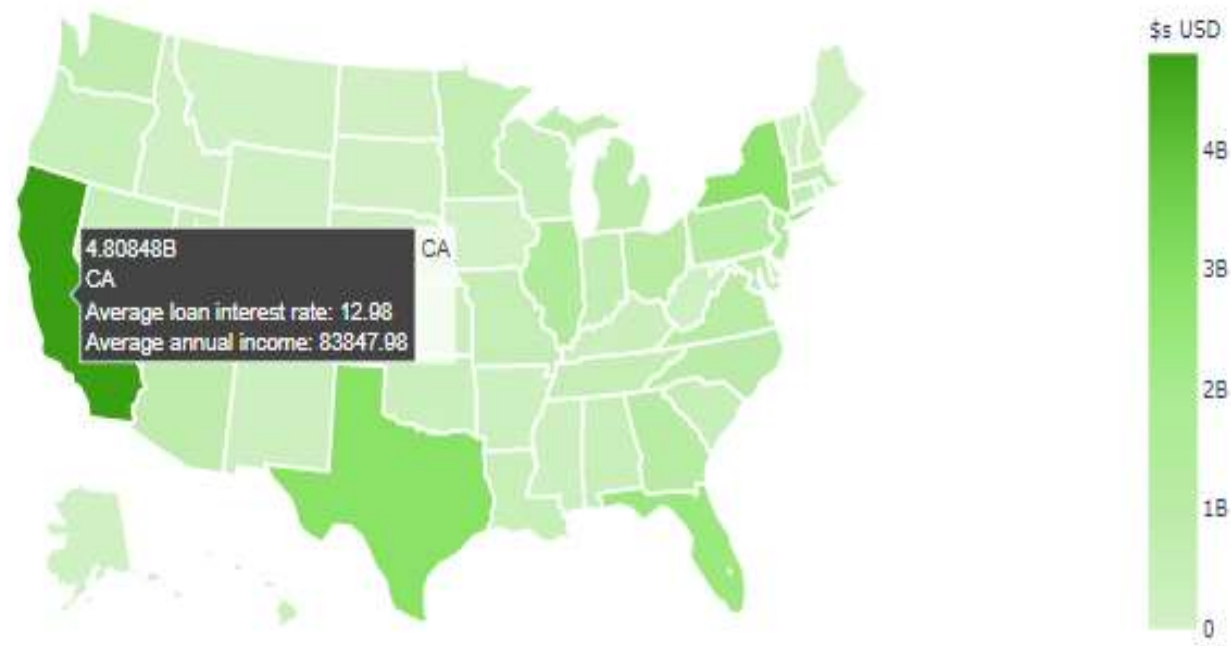 $s USD
4.80848B
CA
CA
Average loan interest rate: 12.98
Average annual income: 83847.98
4B
3B
2B
1B
0